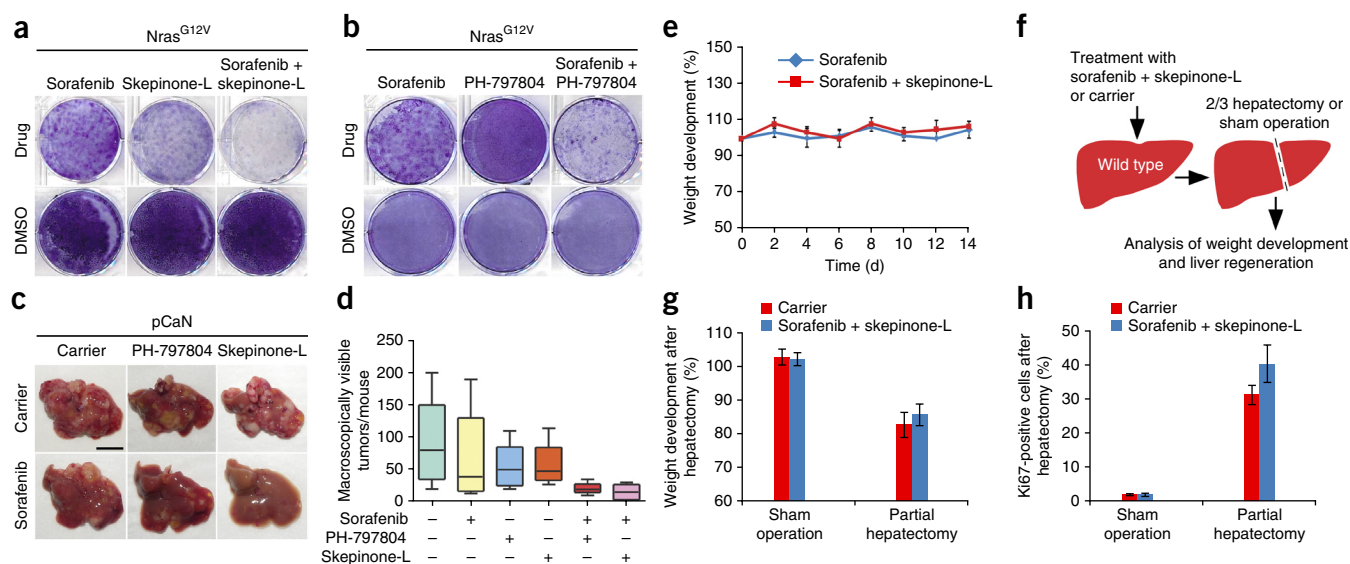 a
Nras^G12V
Sorafenib Skepinone-L Sorafenib + skepinone-L
Drug
DMSO
b
Nras^G12V
Sorafenib PH-797804 Sorafenib + PH-797804
Drug
DMSO
c
pCaN
Carrier PH-797804 Skepinone-L
Carrier
Sorafenib
d
Macroscopically visible
tumors/mouse
250
200
150
100
50
0
Sorafenib – + – – + +
PH-797804 – – + – + –
Skepinone-L – – – + – +
e
Weight development (%)
150
130
110
90
70
50
Sorafenib
Sorafenib + skepinone-L
0 2 4 6 8 10 12 14
Time (d)
f
Treatment with
sorafenib + skepinone-L
or carrier
2/3 hepatectomy or
sham operation
Wild type
Analysis of weight development
and liver regeneration
g
Carrier
Sorafenib + skepinone-L
Weight development after
hepatectomy (%)
110
100
90
80
70
60
Sham
operation
Partial
hepatectomy
h
Carrier
Sorafenib + skepinone-L
Ki67-positive cells after
hepatectomy (%)
50
40
30
20
10
0
Sham
operation
Partial
hepatectomy